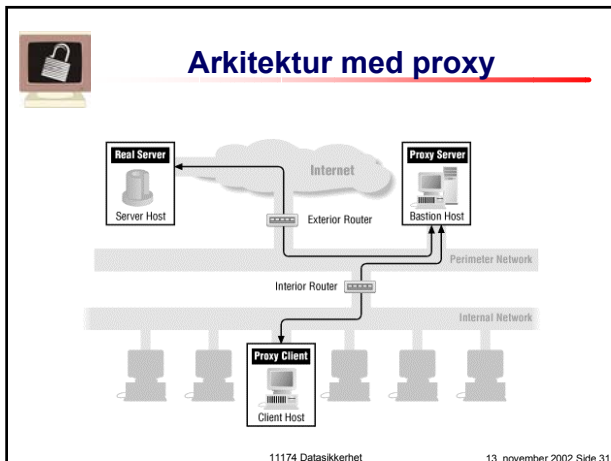 Arkitektur med proxy
Real Server
Server Host
Internet
Proxy Server
Bastion Host
Exterior Router
Perimeter Network
Interior Router
Internal Network
Proxy Client
Client Host
11174 Datasikkerhet
13. november 2002 Side 31